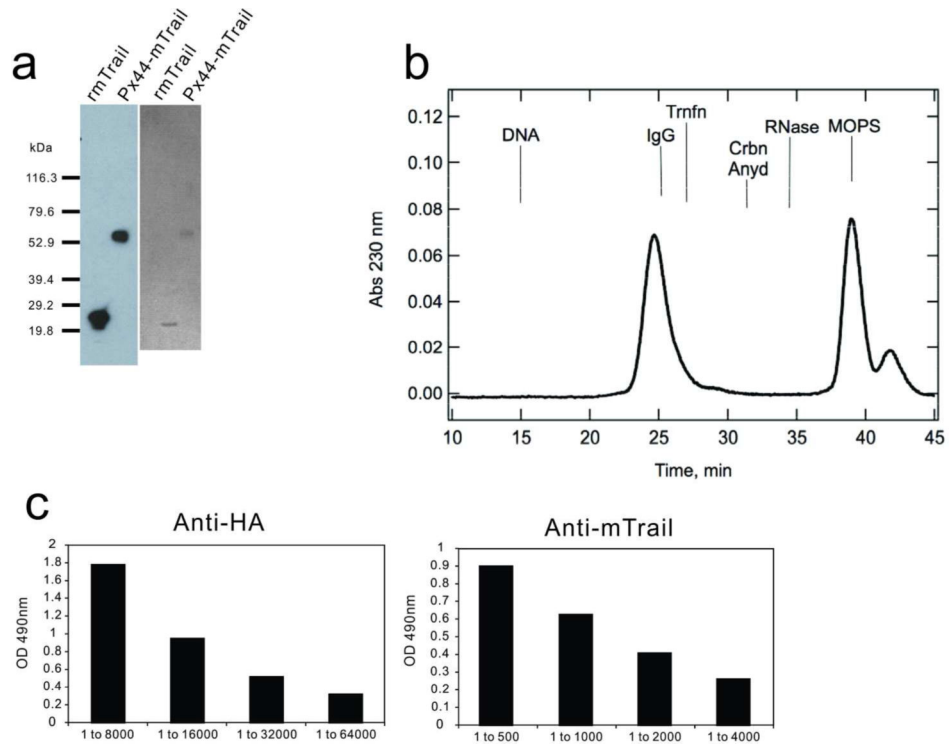 a
rmTrail
Px44-mTrail
rmTrail
Px44-mTrail
kDa
116.3
79.6
52.9
39.4
29.2
19.8
b
0.12
0.10
0.08
0.06
0.04
0.02
0.00
Abs 230 nm
DNA
IgG
Trnfn
Crbn
Anyd
RNase
MOPS
10 15 20 25 30 35 40 45
Time, min
c
Anti-HA
2
1.8
1.6
1.4
1.2
1
0.8
0.6
0.4
0.2
0
OD 490nm
1 to 8000 1 to 16000 1 to 32000 1 to 64000
Anti-mTrail
1
0.9
0.8
0.7
0.6
0.5
0.4
0.3
0.2
0.1
0
OD 490nm
1 to 500 1 to 1000 1 to 2000 1 to 4000